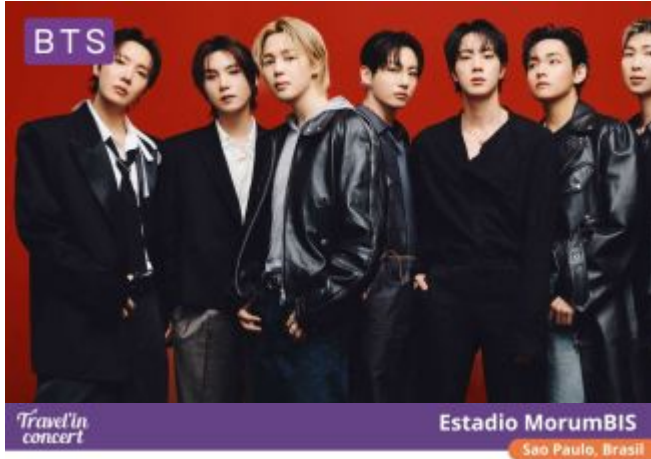 BTS
Travel'in
concert
Estadio MorumBIS
Sao Paulo, Brasil